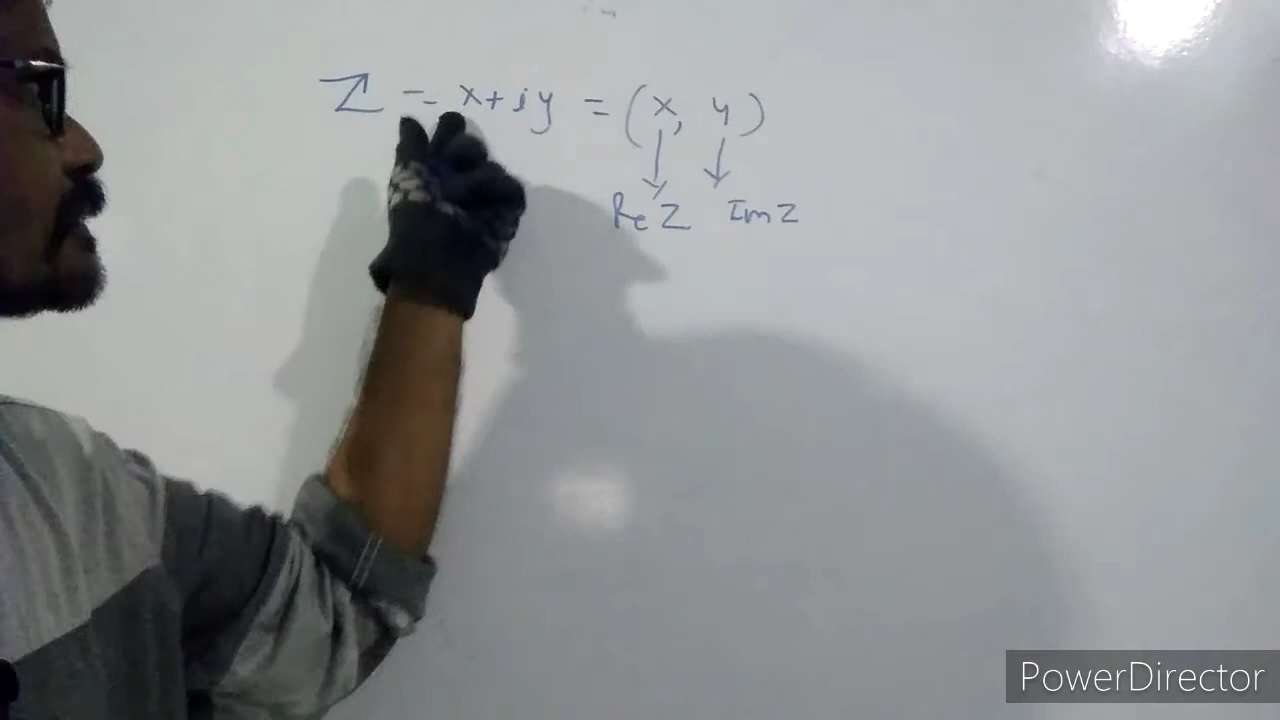 Z = x+iy = (x, y)
Re Z Im Z
PowerDirector